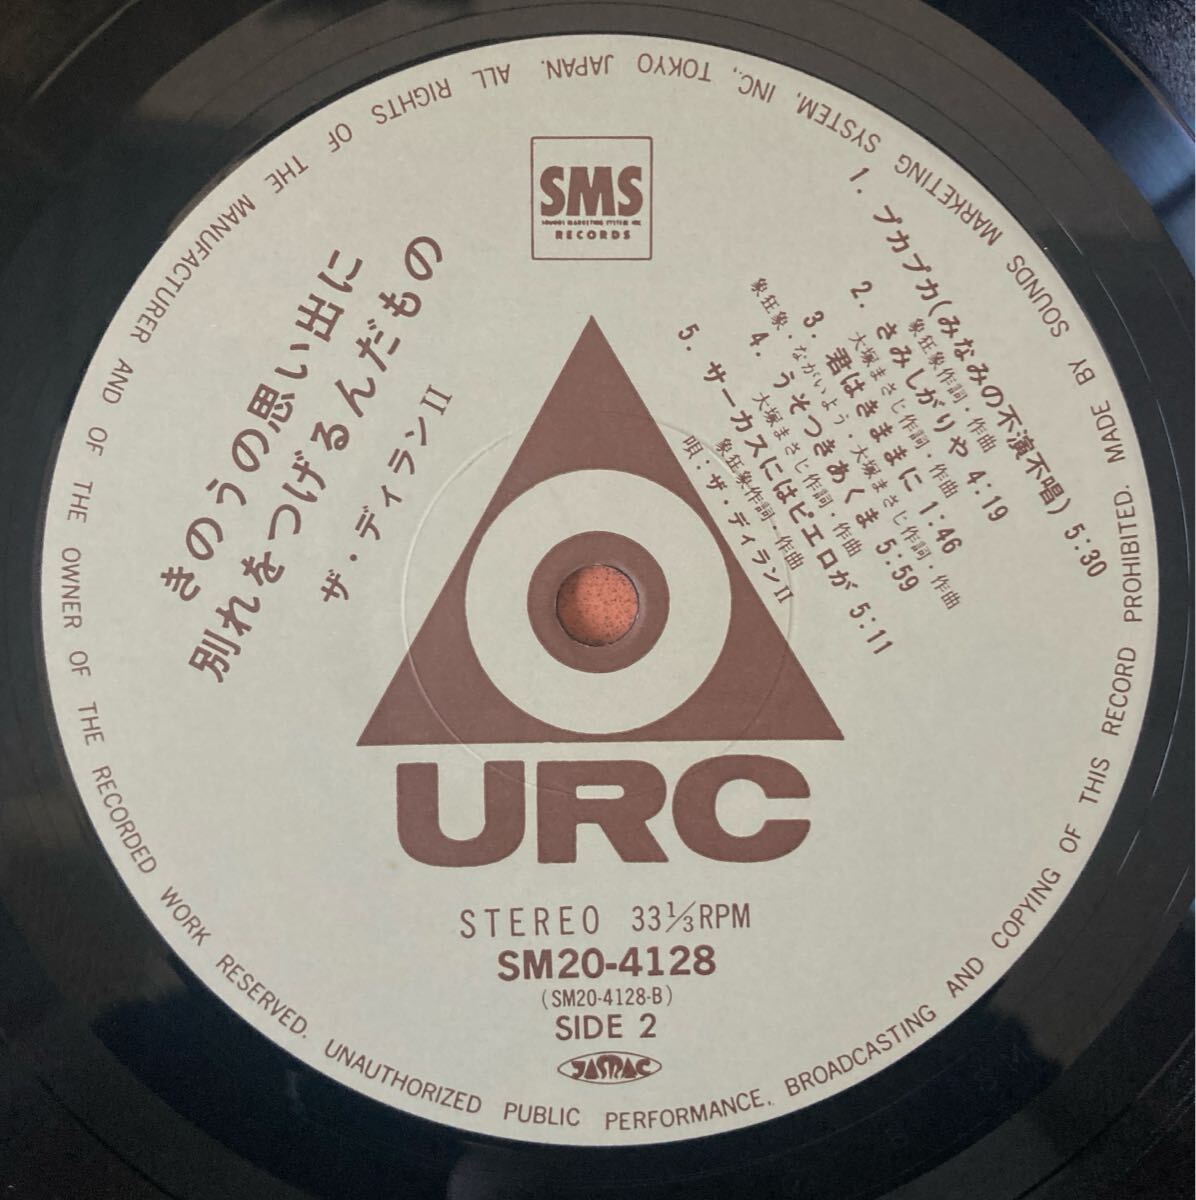 SMS
SOUNDS MARKETING SYSTEM INC.
RECORDS
きのうの思い出に
別れをつげるんだもの
ザ・ディランII
1. プカプカ(みなみの不演不唱) 5:30
象狂象作詞・作曲
2. さみしがりや 4:19
大塚まさじ作詞・作曲
3. 君はきままに 1:46
象狂象・ながいよう・大塚まさじ作詞・作曲
4. うそつきあくま 5:59
大塚まさじ作詞・作曲
5. サーカスにはピエロが 5:11
象狂象作詞・作曲
唄:ザ・ディランII
URC
STEREO 33 1/3 RPM
SM20-4128
(SM20-4128-B)
SIDE 2
JASRAC
ALL RIGHTS OF THE MANUFACTURER AND OF THE OWNER OF THE RECORDED WORK RESERVED. UNAUTHORIZED PUBLIC PERFORMANCE, BROADCASTING AND COPYING OF THIS RECORD PROHIBITED. MADE BY SOUNDS MARKETING SYSTEM, INC., TOKYO JAPAN.